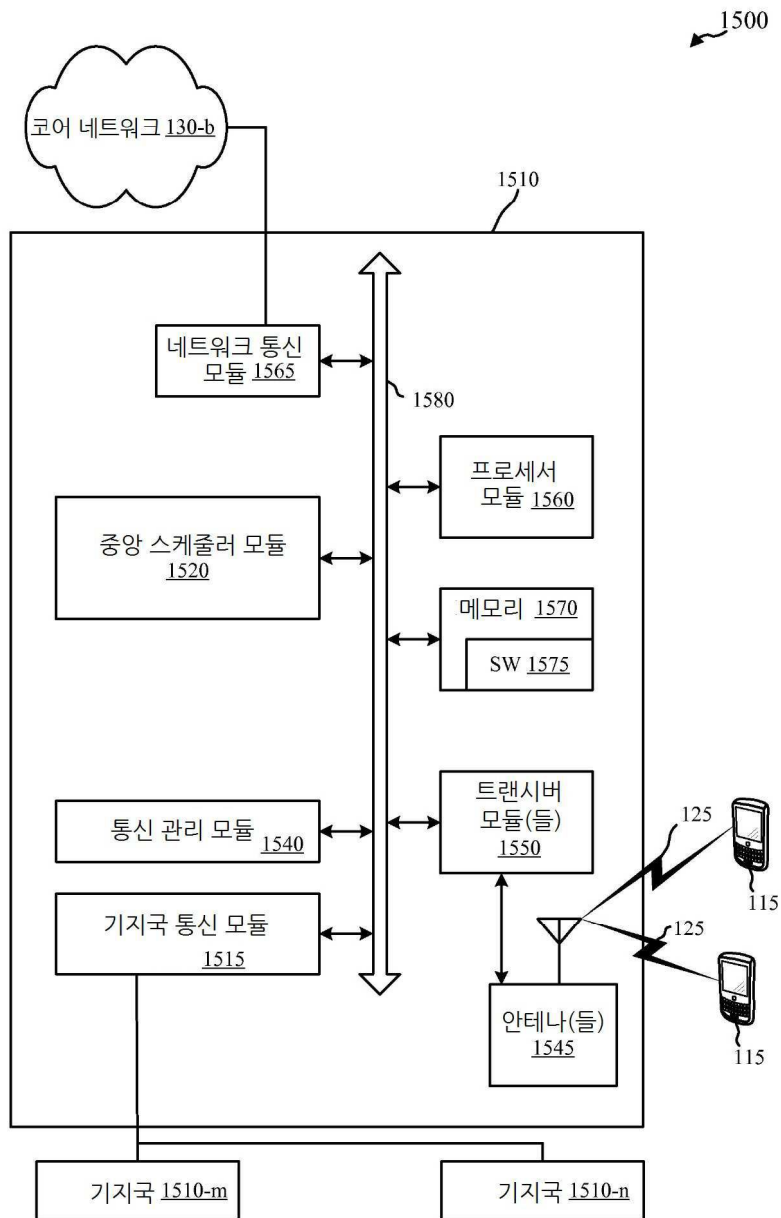 1500
코어 네트워크 130-b
1510
네트워크 통신
모듈 1565
1580
프로세서
모듈 1560
중앙 스케줄러 모듈
1520
메모리 1570
SW 1575
트랜시버
모듈(들)
1550
통신 관리 모듈
1540
125
115
기지국 통신 모듈
1515
125
115
안테나(들)
1545
기지국 1510-m
기지국 1510-n